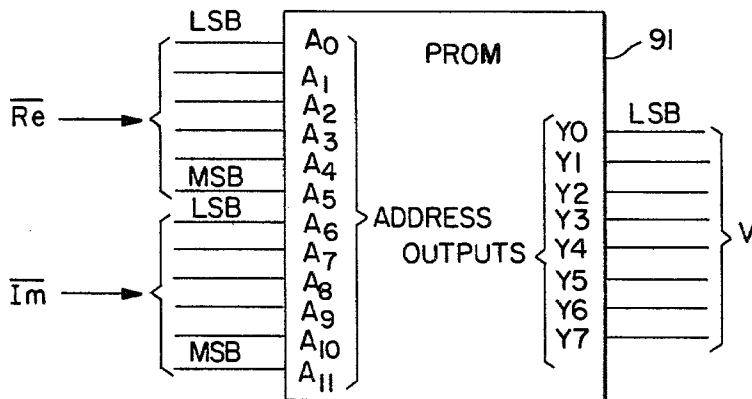 LSB
A0
PROM
91
A1
A2
Re
A3
Y0
LSB
A4
Y1
MSB
A5
Y2
LSB
A6
ADDRESS
Y3
V
A7
OUTPUTS
Y4
Im
A8
Y5
A9
Y6
A10
Y7
MSB
A11